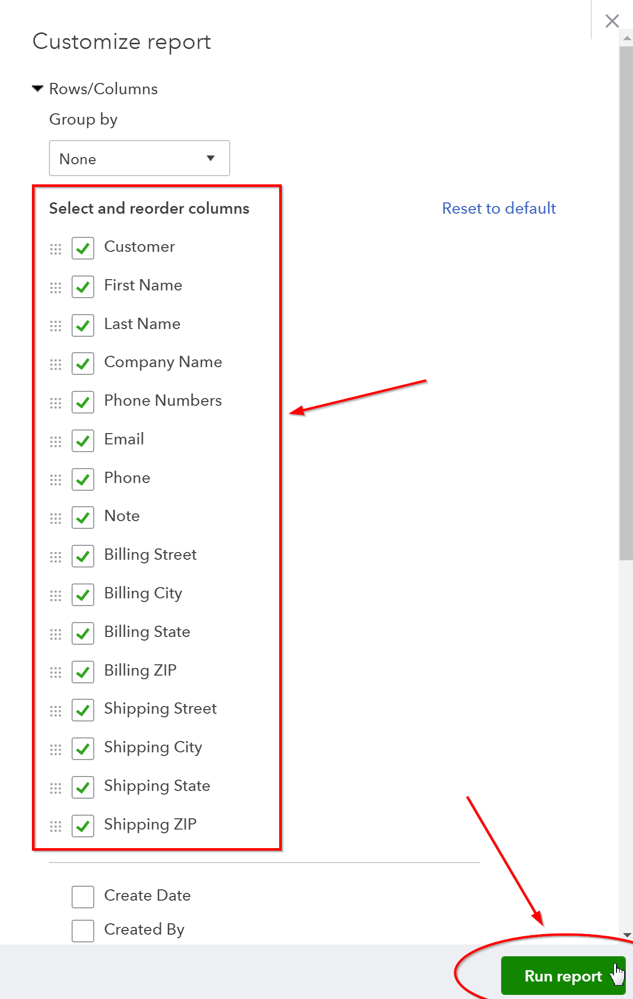 Customize report
Rows/Columns
Group by
None
Select and reorder columns
Reset to default
Customer
First Name
Last Name
Company Name
Phone Numbers
Email
Phone
Note
Billing Street
Billing City
Billing State
Billing ZIP
Shipping Street
Shipping City
Shipping State
Shipping ZIP
Create Date
Created By
Run report